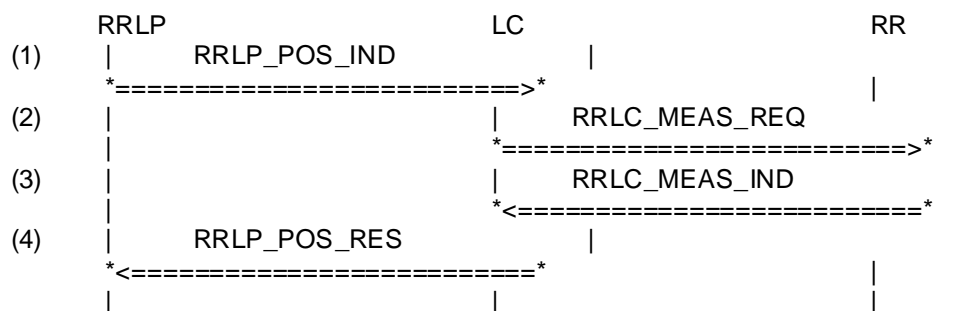 RRLP LC RR
(1) | RRLP_POS_IND |
*==========================>* |
(2) | | RRLC_MEAS_REQ
| *==========================>*
(3) | | RRLC_MEAS_IND
| *<==========================*
(4) | RRLP_POS_RES |
*<==========================* |
| | |